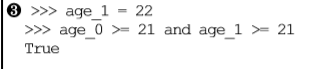 ❸ >>> age_1 = 22
>>> age_0 >= 21 and age_1 >= 21
True